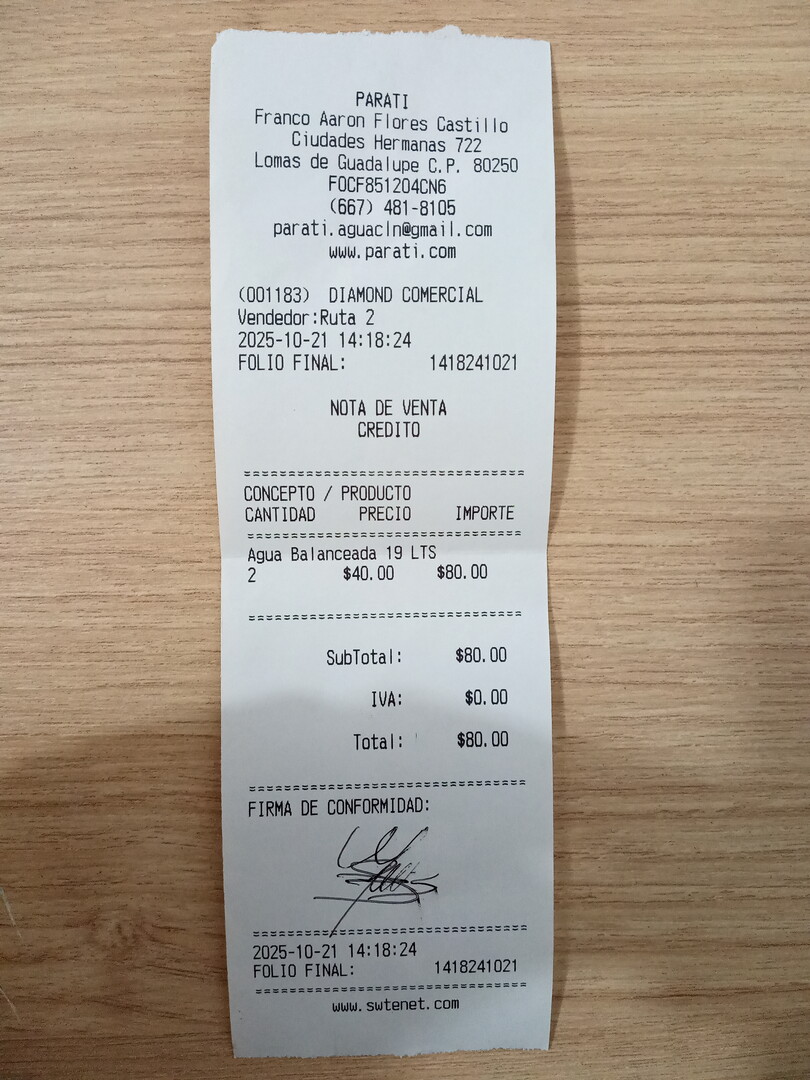 PARATI
Franco Aaron Flores Castillo
Ciudades Hermanas 722
Lomas de Guadalupe C.P. 80250
FOCF851204CN6
(667) 481-8105
parati.aguacln@gmail.com
www.parati.com
(001183) DIAMOND COMERCIAL
Vendedor:Ruta 2
2025-10-21 14:18:24
FOLIO FINAL: 1418241021
NOTA DE VENTA
CREDITO
CONCEPTO / PRODUCTO
CANTIDAD PRECIO IMPORTE
Agua Balanceada 19 LTS
2 $40.00 $80.00
SubTotal: $80.00
IVA: $0.00
Total: $80.00
FIRMA DE CONFORMIDAD:
2025-10-21 14:18:24
FOLIO FINAL: 1418241021
www.swtenet.com